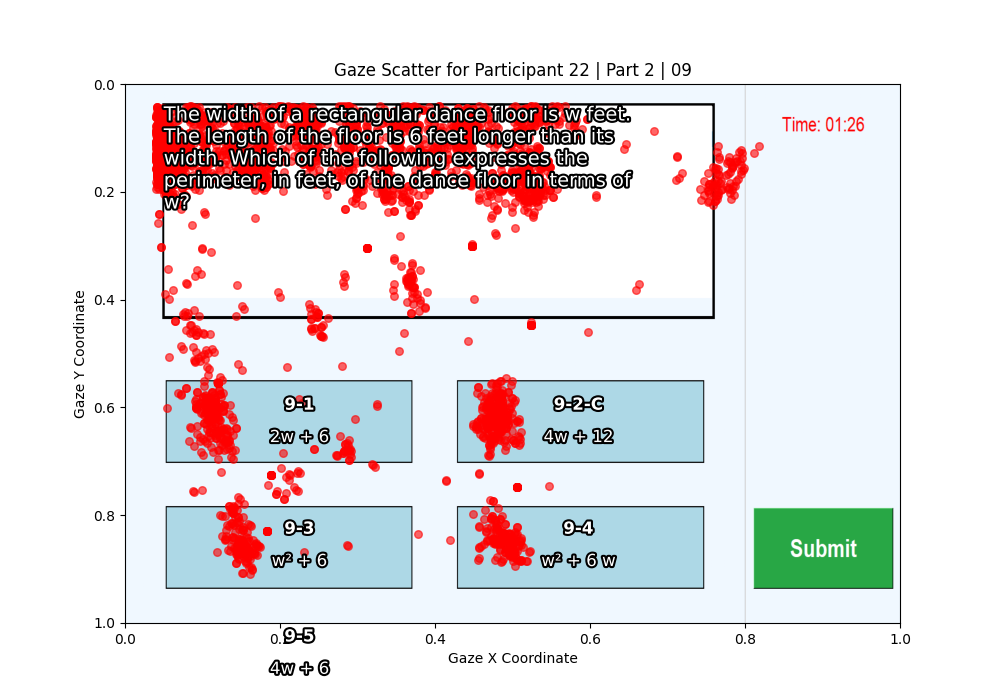 Gaze Scatter for Participant 22 | Part 2 | 09
0.0
0.2
0.4
0.6
0.8
1.0
Gaze Y Coordinate
The width of a rectangular dance floor is w feet.
The length of the floor is 6 feet longer than its
width. Which of the following expresses the
perimeter, in feet, of the dance floor in terms of
w?
Time: 01:26
9-1
2w + 6
9-2-C
4w + 12
9-3
w² + 6
9-4
w² + 6 w
Submit
0.0
0.2
0.4
0.6
0.8
1.0
9-5
4w + 6
Gaze X Coordinate